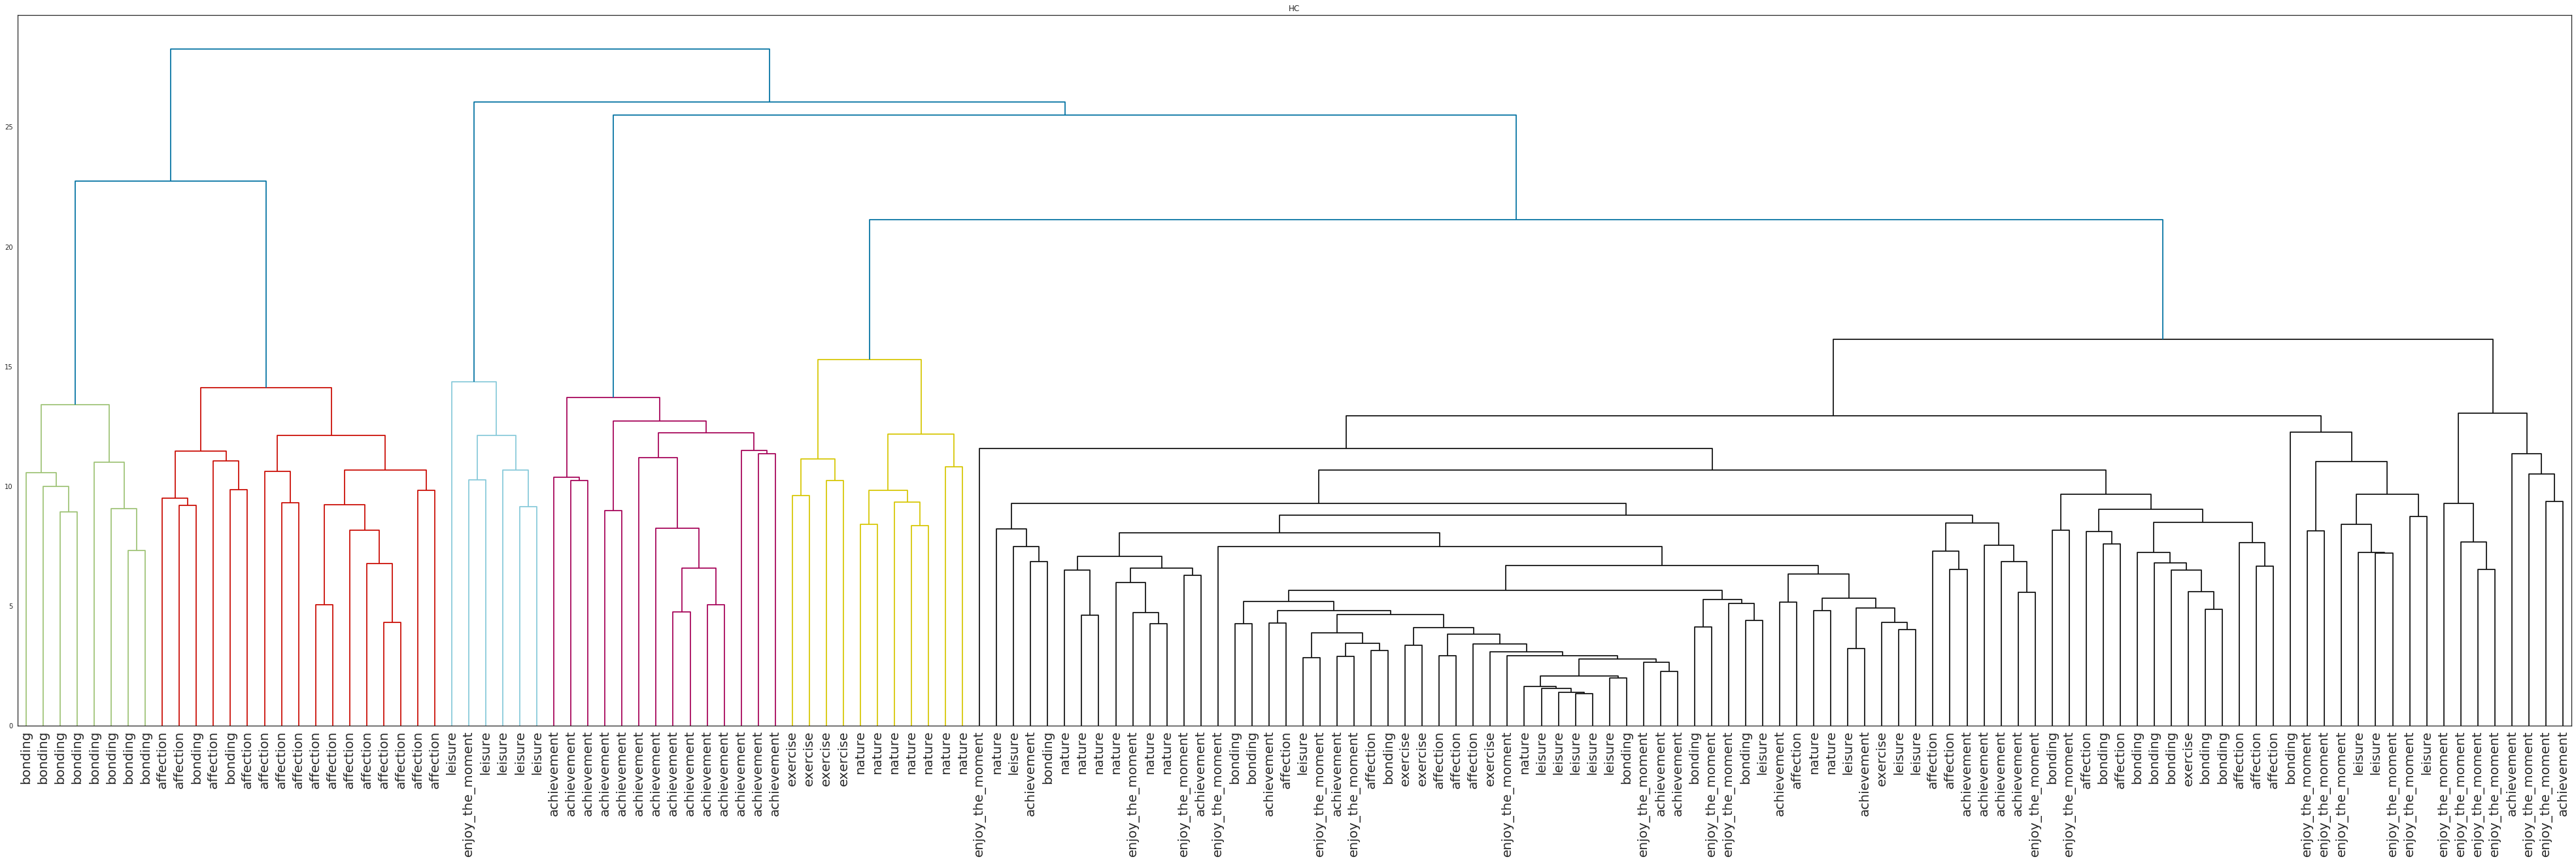 HC
25
20
15
10
5
0
bonding
bonding
bonding
bonding
bonding
bonding
bonding
bonding
affection
affection
bonding
affection
bonding
affection
affection
affection
affection
affection
affection
affection
affection
affection
affection
affection
affection
leisure
enjoy_the_moment
leisure
leisure
leisure
leisure
achievement
achievement
achievement
achievement
achievement
achievement
achievement
achievement
achievement
achievement
achievement
achievement
achievement
achievement
exercise
exercise
exercise
exercise
nature
nature
nature
nature
nature
nature
nature
enjoy_the_moment
nature
leisure
achievement
bonding
nature
nature
nature
nature
enjoy_the_moment
nature
nature
enjoy_the_moment
achievement
enjoy_the_moment
bonding
bonding
achievement
affection
leisure
enjoy_the_moment
achievement
enjoy_the_moment
affection
bonding
exercise
exercise
affection
affection
affection
exercise
enjoy_the_moment
nature
leisure
leisure
leisure
leisure
leisure
bonding
enjoy_the_moment
achievement
achievement
bonding
enjoy_the_moment
enjoy_the_moment
bonding
leisure
achievement
affection
nature
nature
leisure
achievement
exercise
leisure
leisure
affection
affection
achievement
achievement
achievement
achievement
enjoy_the_moment
bonding
enjoy_the_moment
affection
bonding
affection
bonding
bonding
bonding
exercise
bonding
bonding
affection
affection
affection
bonding
enjoy_the_moment
enjoy_the_moment
enjoy_the_moment
leisure
leisure
enjoy_the_moment
enjoy_the_moment
leisure
enjoy_the_moment
enjoy_the_moment
enjoy_the_moment
enjoy_the_moment
achievement
enjoy_the_moment
enjoy_the_moment
achievement